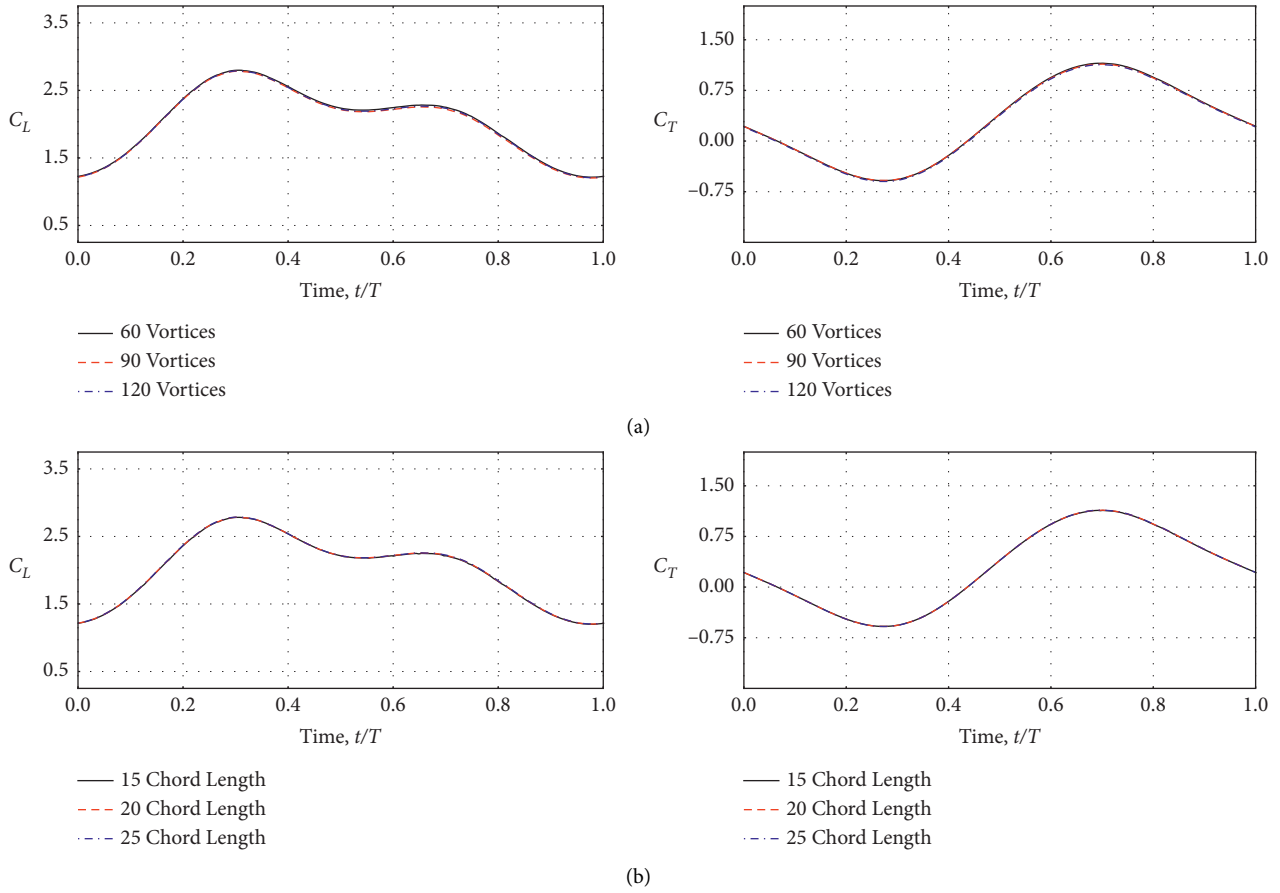 3.5
2.5
C_L
1.5
0.5
0.0 0.2 0.4 0.6 0.8 1.0
Time, t/T
60 Vortices
90 Vortices
120 Vortices
1.50
0.75
C_T
0.00
−0.75
0.0 0.2 0.4 0.6 0.8 1.0
Time, t/T
60 Vortices
90 Vortices
120 Vortices
(a)
3.5
2.5
C_L
1.5
0.5
0.0 0.2 0.4 0.6 0.8 1.0
Time, t/T
15 Chord Length
20 Chord Length
25 Chord Length
1.50
0.75
C_T
0.00
−0.75
0.0 0.2 0.4 0.6 0.8 1.0
Time, t/T
15 Chord Length
20 Chord Length
25 Chord Length
(b)